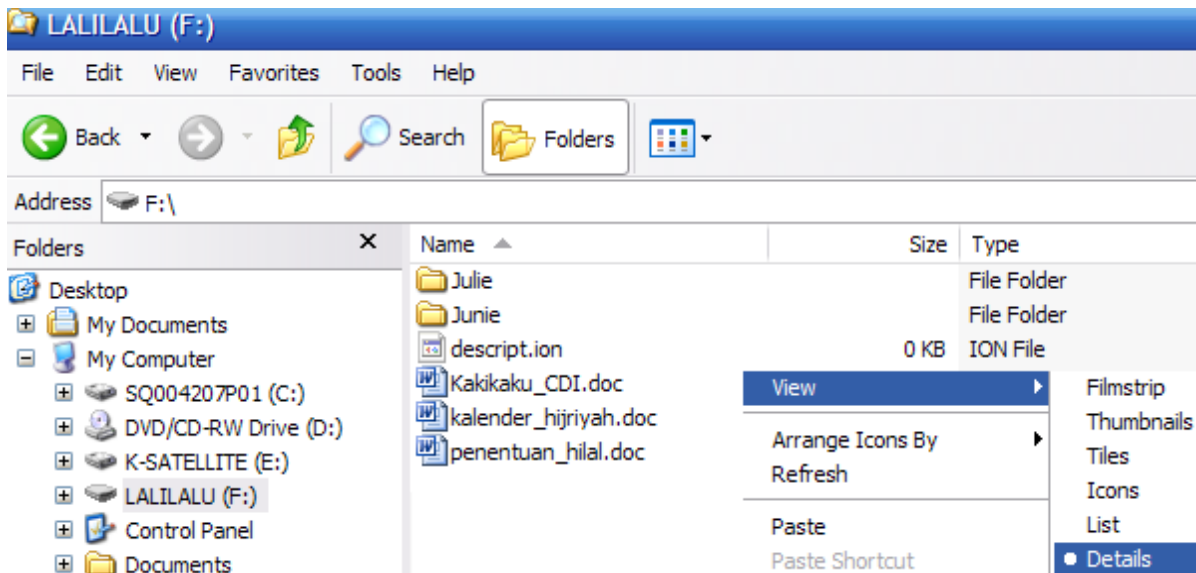 LALILALU (F:)
File Edit View Favorites Tools Help
Back Search Folders
Address F:\
Folders X Name Size Type
Desktop
My Documents
My Computer
SQ004207P01 (C:)
DVD/CD-RW Drive (D:)
K-SATELLITE (E:)
LALILALU (F:)
Control Panel
Documents
Julie File Folder
Junie File Folder
descript.ion 0 KB ION File
Kakikaku_CDI.doc
kalender_hijriyah.doc
penentuan_hilal.doc
View
Arrange Icons By
Refresh
Paste
Paste Shortcut
Filmstrip
Thumbnails
Tiles
Icons
List
Details